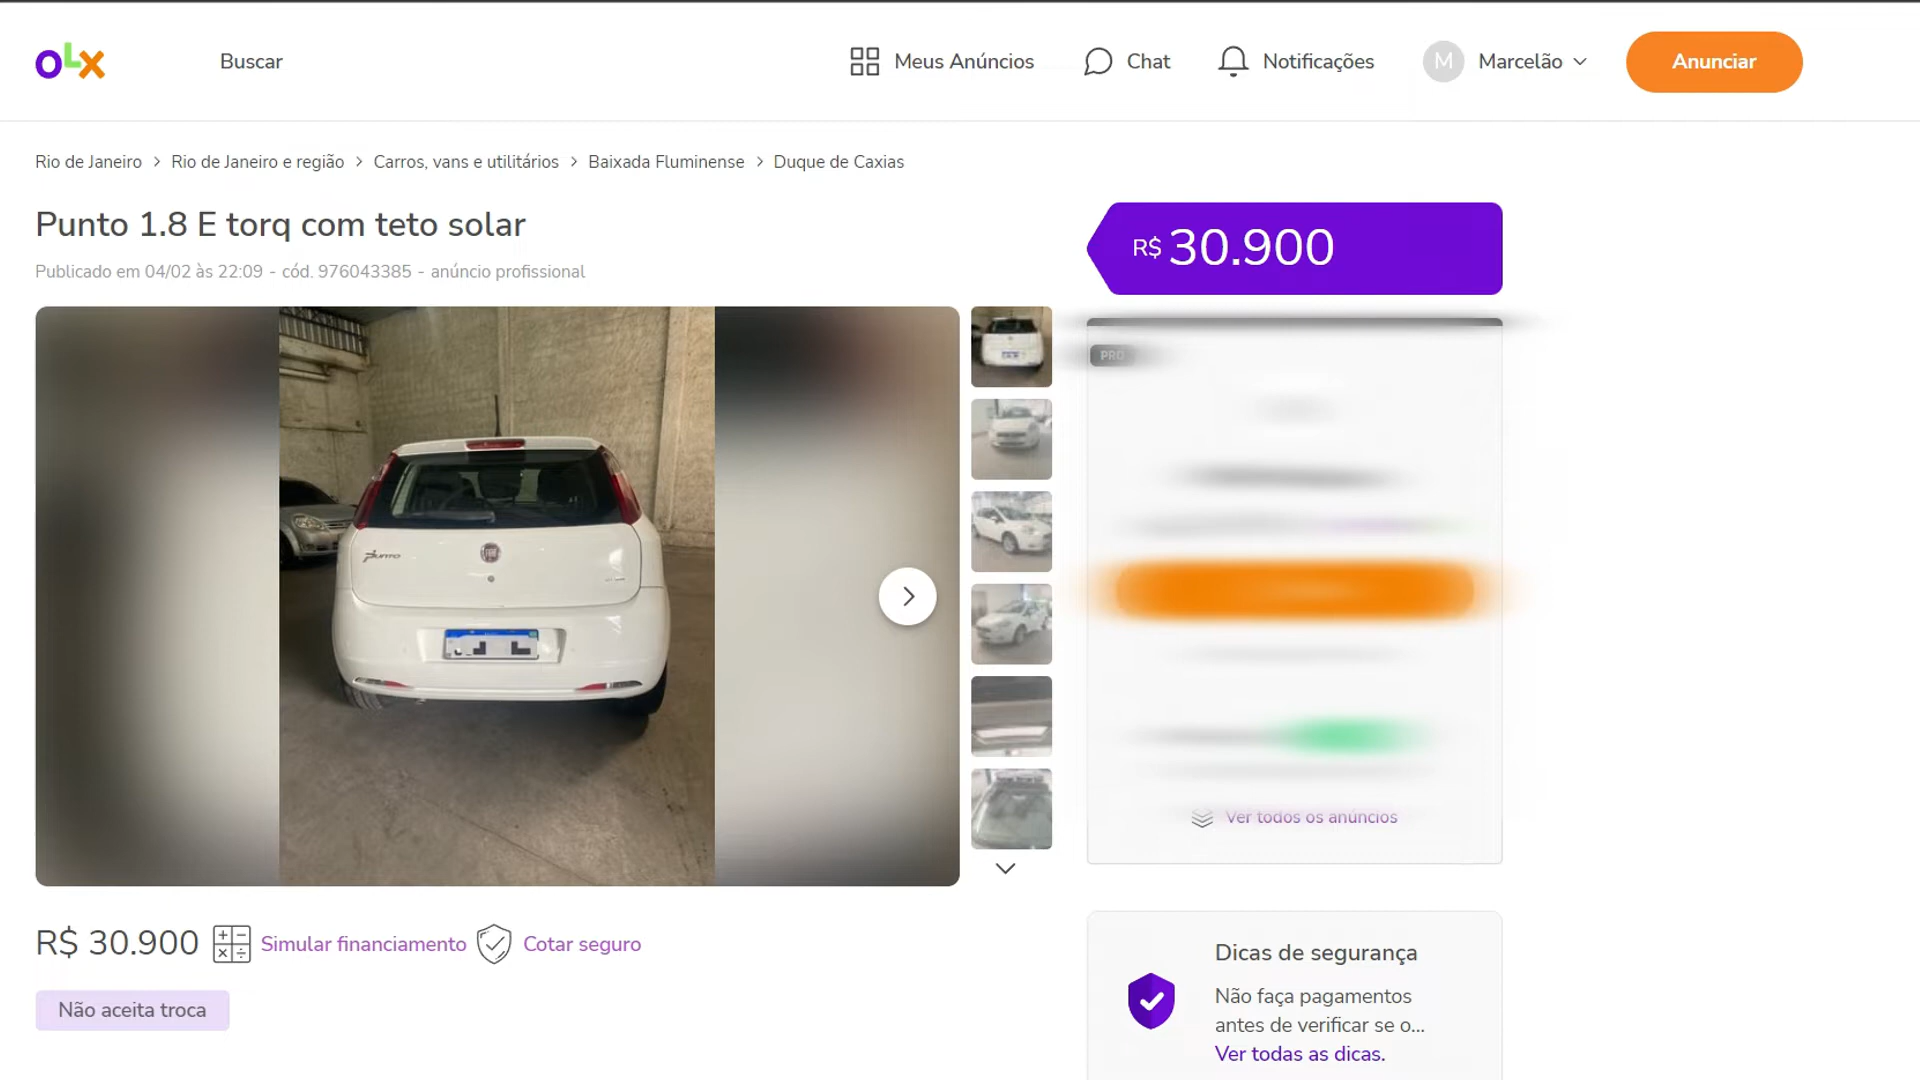 OLX
Buscar
Meus Anúncios
Chat
Notificações
M
Marcelão
Anunciar
Rio de Janeiro > Rio de Janeiro e região > Carros, vans e utilitários > Baixada Fluminense > Duque de Caxias
Punto 1.8 E torq com teto solar
Publicado em 04/02 às 22:09 - cód. 976043385 - anúncio profissional
R$ 30.900
PRO
PUNTO
FIAT
Ver todos os anúncios
R$ 30.900
Simular financiamento
Cotar seguro
Não aceita troca
Dicas de segurança
Não faça pagamentos
antes de verificar se o...
Ver todas as dicas.